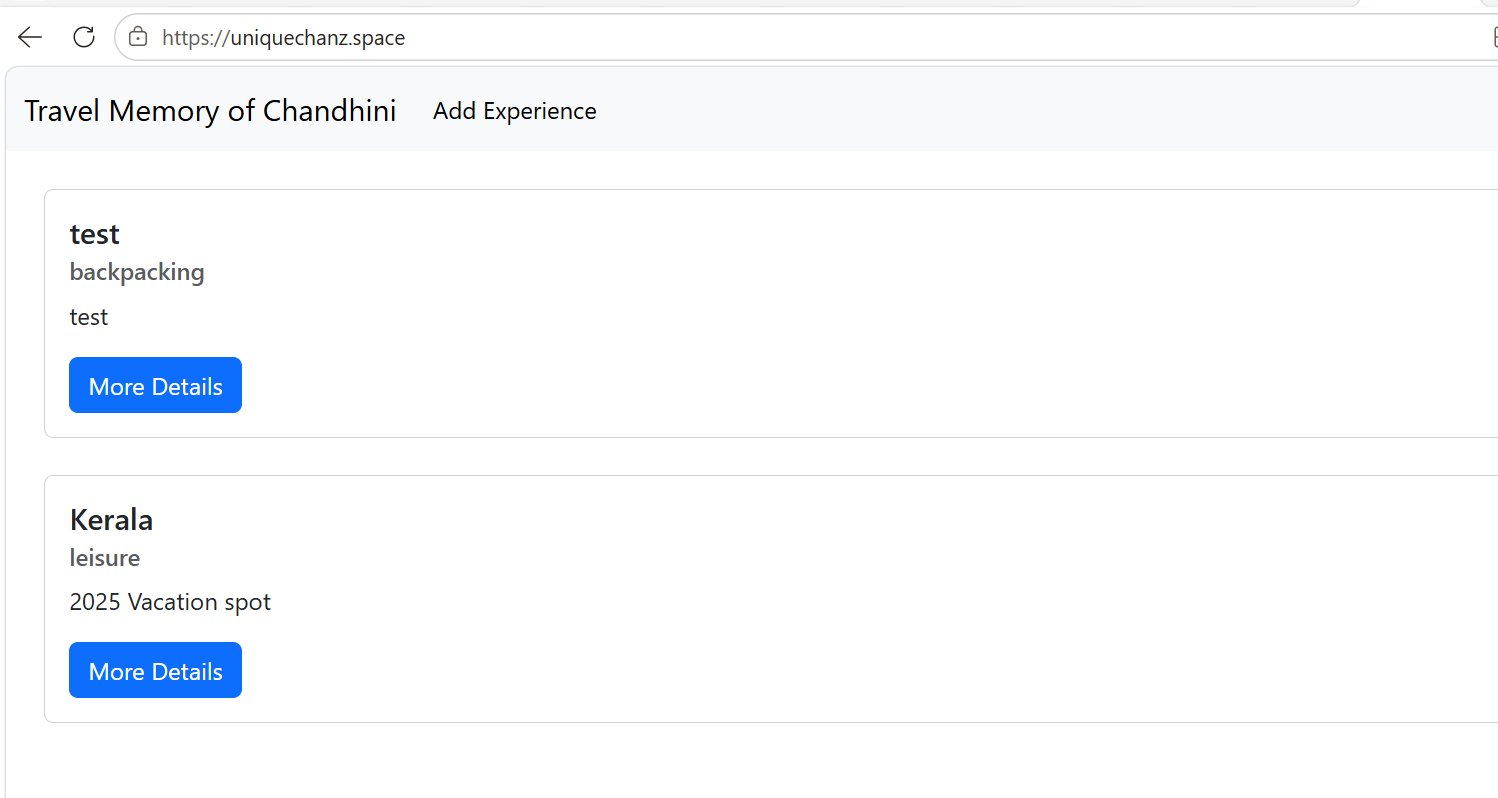 https://uniquechanz.space
Travel Memory of Chandhini Add Experience
test
backpacking
test
More Details
Kerala
leisure
2025 Vacation spot
More Details